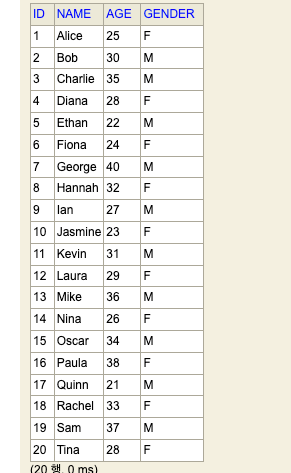 ID NAME AGE GENDER
1 Alice 25 F
2 Bob 30 M
3 Charlie 35 M
4 Diana 28 F
5 Ethan 22 M
6 Fiona 24 F
7 George 40 M
8 Hannah 32 F
9 Ian 27 M
10 Jasmine 23 F
11 Kevin 31 M
12 Laura 29 F
13 Mike 36 M
14 Nina 26 F
15 Oscar 34 M
16 Paula 38 F
17 Quinn 21 M
18 Rachel 33 F
19 Sam 37 M
20 Tina 28 F
(20 행, 0 ms)